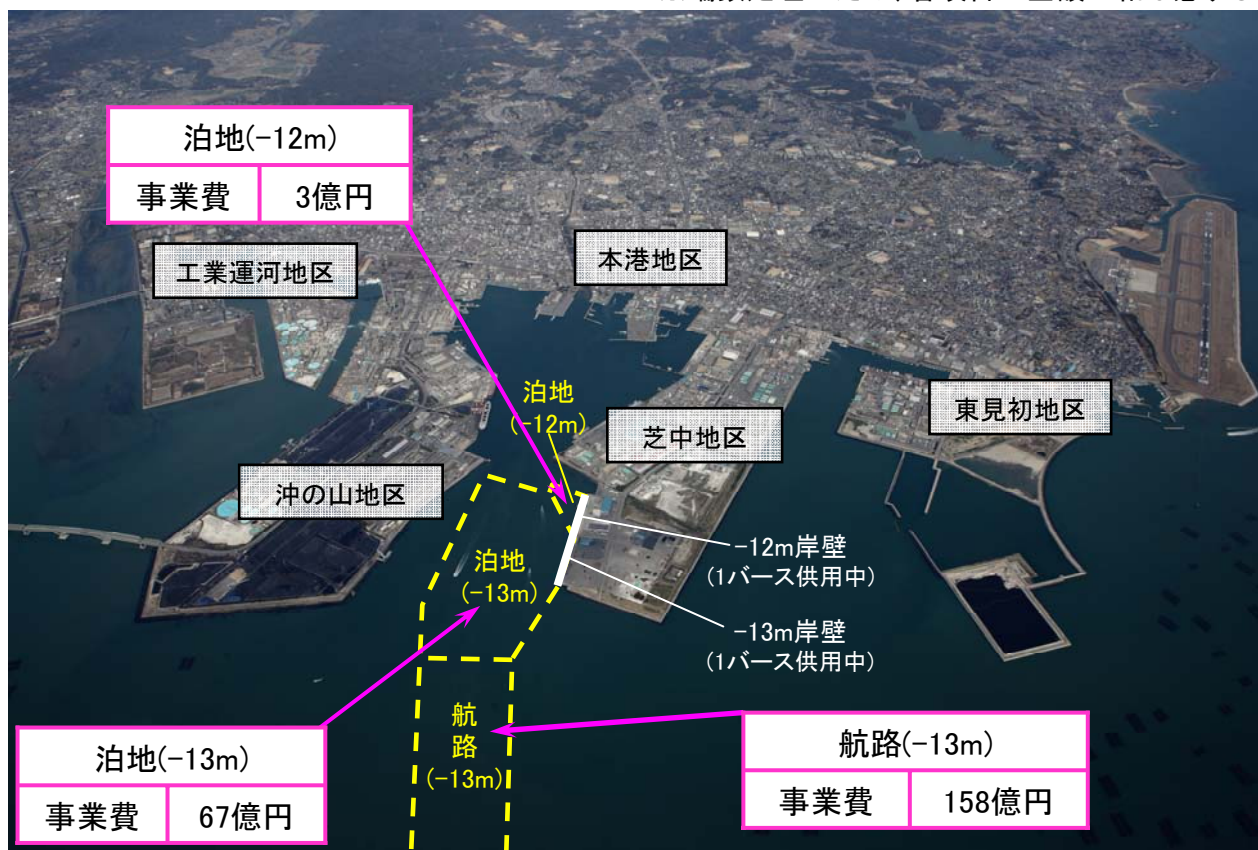 泊地(-12m)
事業費
3億円
工業運河地区
本港地区
泊地
(-12m)
芝中地区
東見初地区
沖の山地区
-12m岸壁
(1バース供用中)
泊地
(-13m)
-13m岸壁
(1バース供用中)
航
路
(-13m)
泊地(-13m)
事業費
67億円
航路(-13m)
事業費
158億円